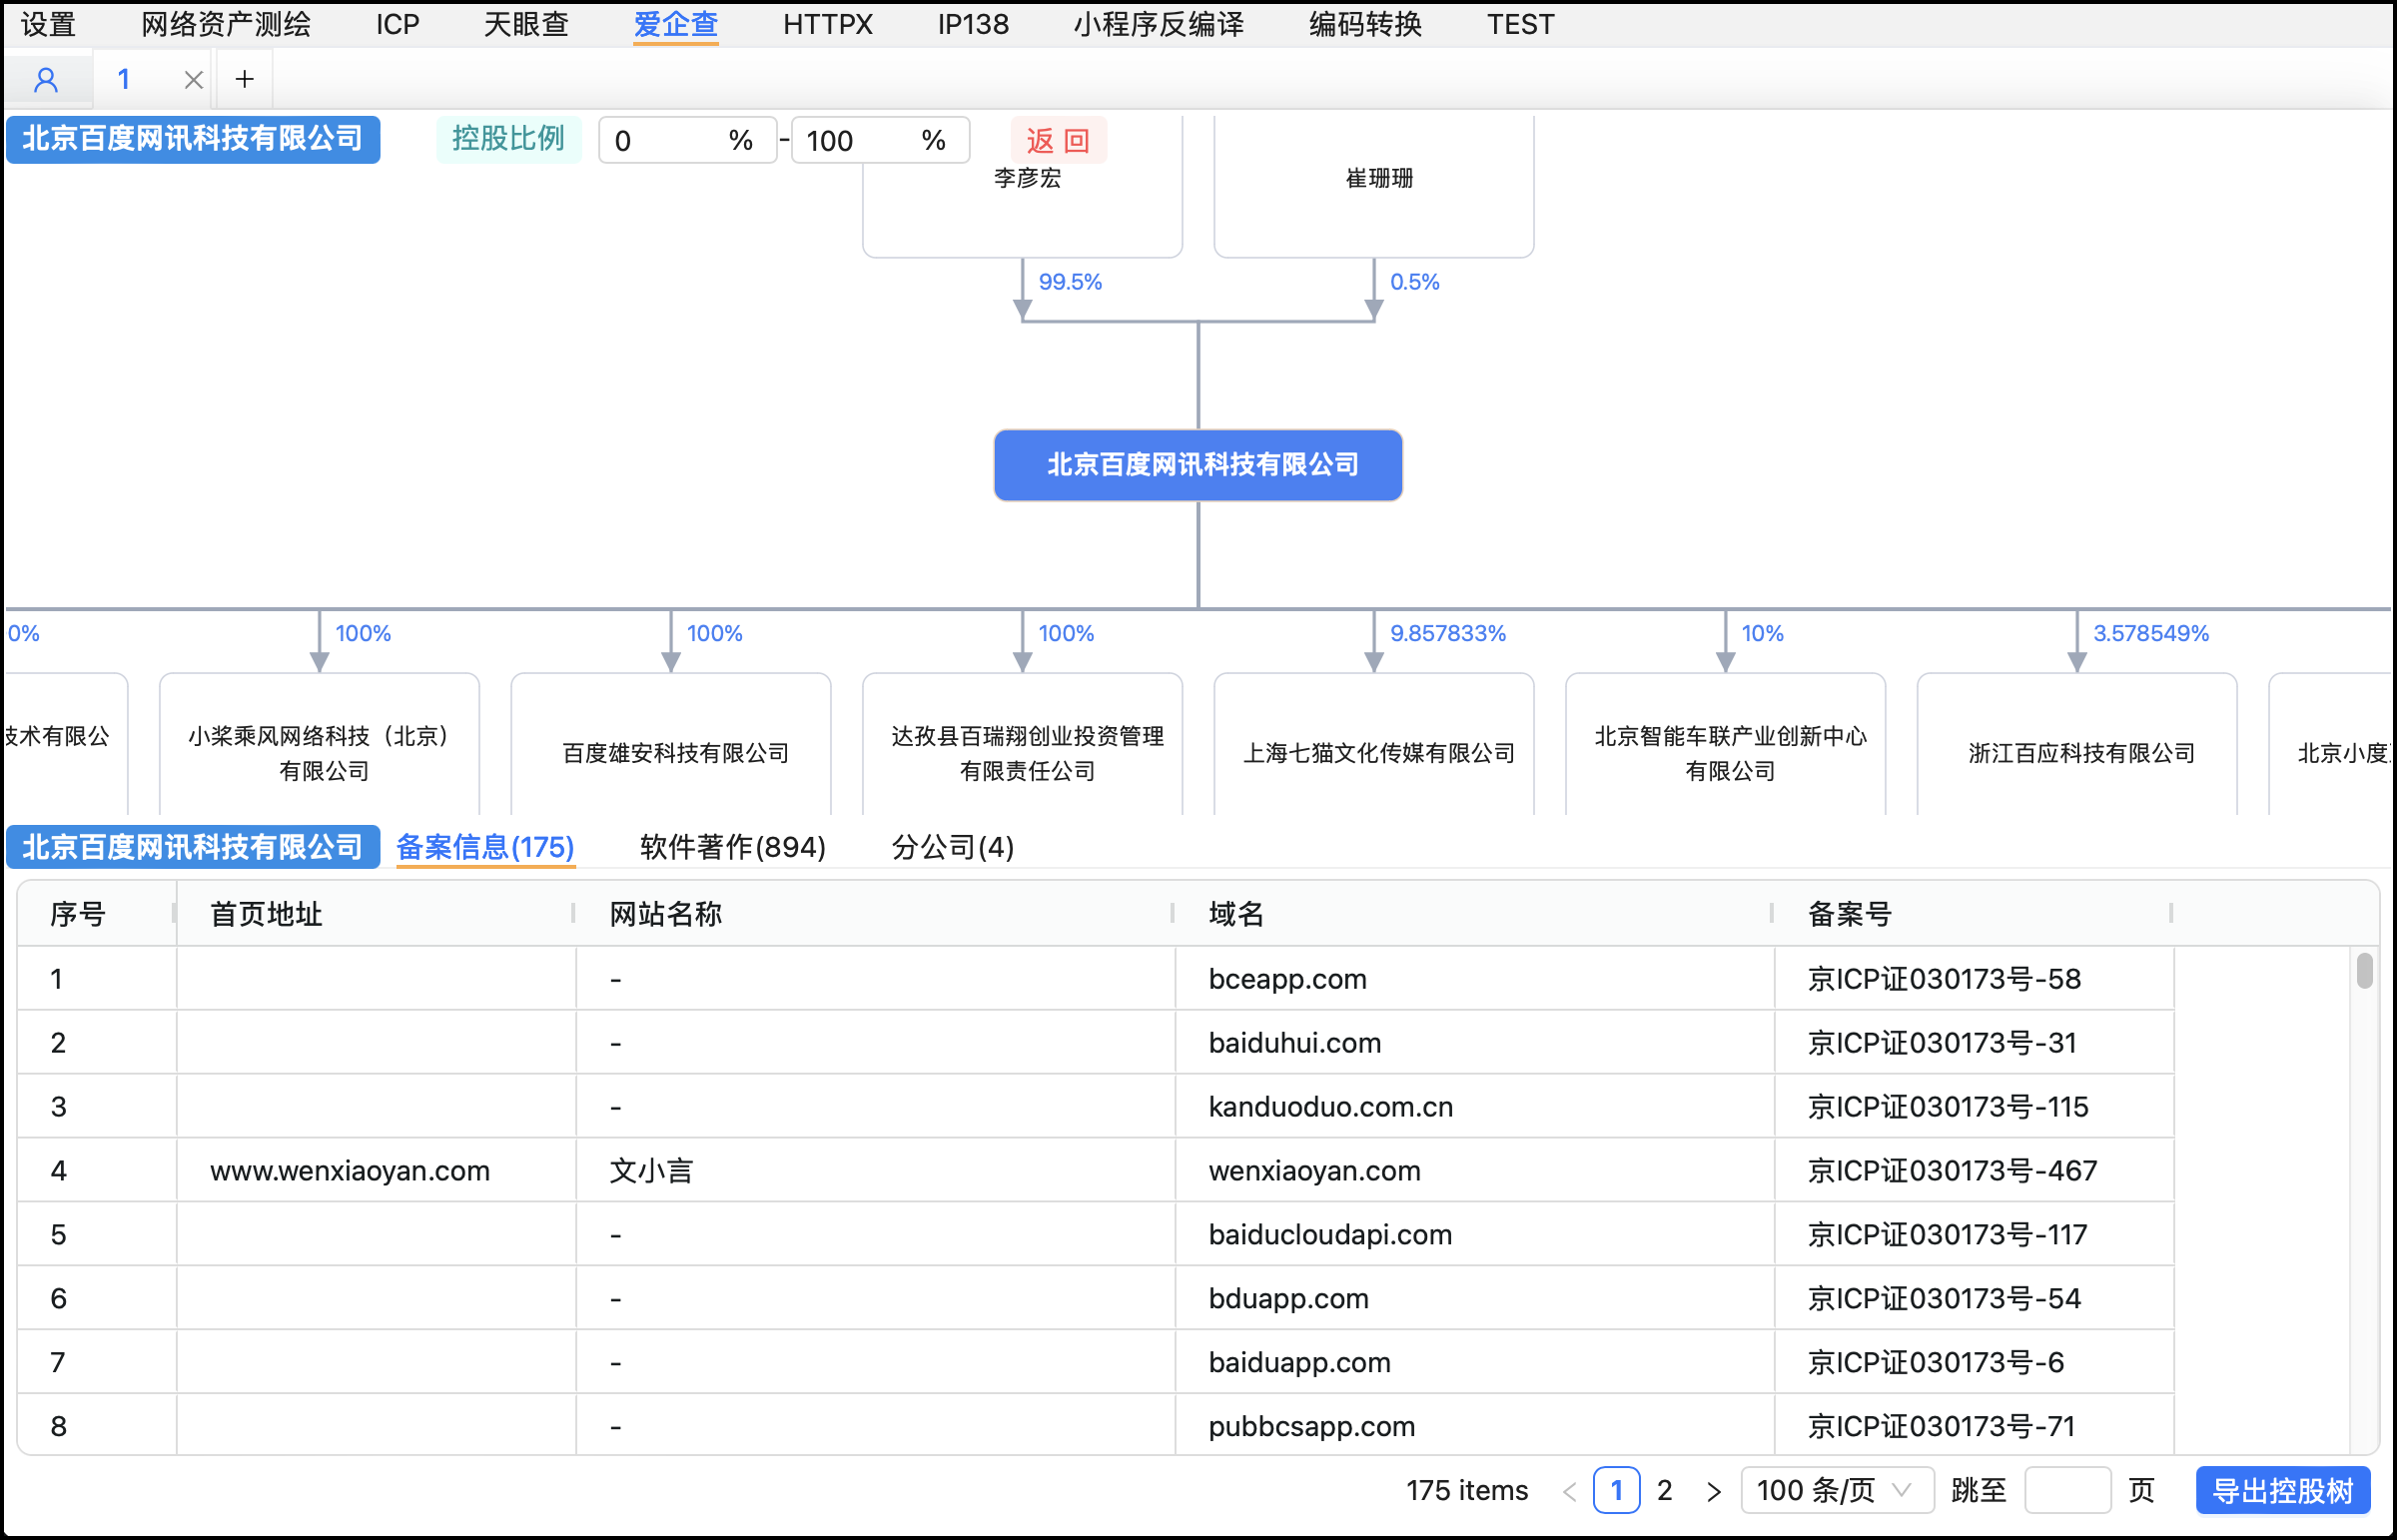 设置 网络资产测绘 ICP 天眼查 爱企查 HTTPX IP138 小程序反编译 编码转换 TEST
1
北京百度网讯科技有限公司 控股比例 0 % - 100 % 返 回
李彦宏 崔珊珊
99.5% 0.5%
北京百度网讯科技有限公司
0% 100% 100% 100% 9.857833% 10% 3.578549%
技术有限公
小桨乘风网络科技（北京）
有限公司
百度雄安科技有限公司
达孜县百瑞翔创业投资管理
有限责任公司
上海七猫文化传媒有限公司
北京智能车联产业创新中心
有限公司
浙江百应科技有限公司
北京小度
北京百度网讯科技有限公司 备案信息(175) 软件著作(894) 分公司(4)
序号 首页地址 网站名称 域名 备案号
1 - bceapp.com 京ICP证030173号-58
2 - baiduhui.com 京ICP证030173号-31
3 - kanduoduo.com.cn 京ICP证030173号-115
4 www.wenxiaoyan.com 文小言 wenxiaoyan.com 京ICP证030173号-467
5 - baiducloudapi.com 京ICP证030173号-117
6 - bduapp.com 京ICP证030173号-54
7 - baiduapp.com 京ICP证030173号-6
8 - pubbcsapp.com 京ICP证030173号-71
175 items < 1 2 > 100 条/页 跳至 页 导出控股树